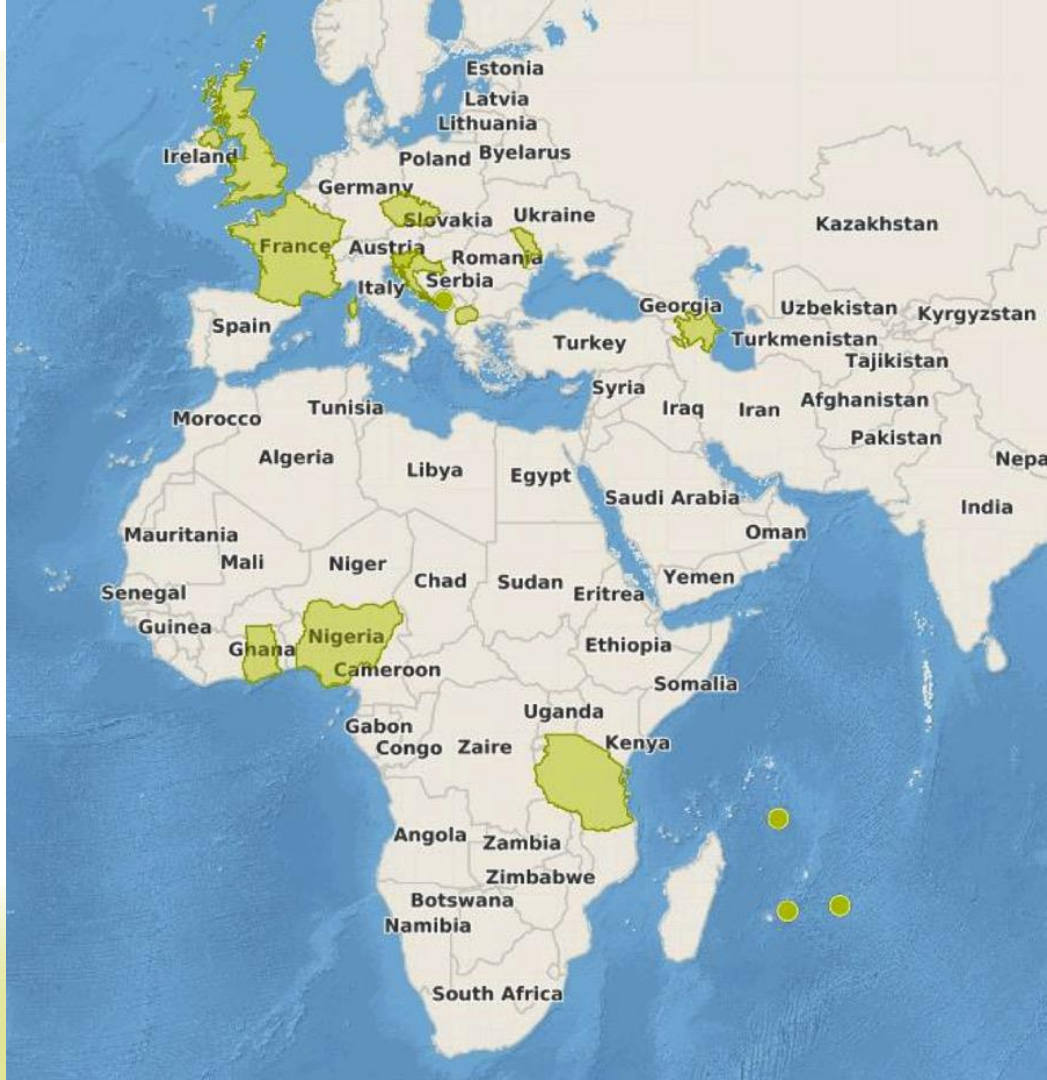 Estonia
Latvia
Lithuania
Ireland
Poland
Byelarus
Germany
Slovakia
Ukraine
Kazakhstan
France
Austria
Romania
Italy
Serbia
Georgia
Uzbekistan
Kyrgyzstan
Spain
Turkey
Turkmenistan
Tajikistan
Syria
Morocco
Tunisia
Iraq
Iran
Afghanistan
Pakistan
Algeria
Libya
Egypt
Nepa
Saudi Arabia
India
Mauritania
Oman
Mali
Niger
Chad
Sudan
Yemen
Senegal
Eritrea
Guinea
Ghana
Nigeria
Ethiopia
Cameroon
Somalia
Gabon
Uganda
Congo
Zaire
Kenya
Angola
Zambia
Zimbabwe
Botswana
Namibia
South Africa